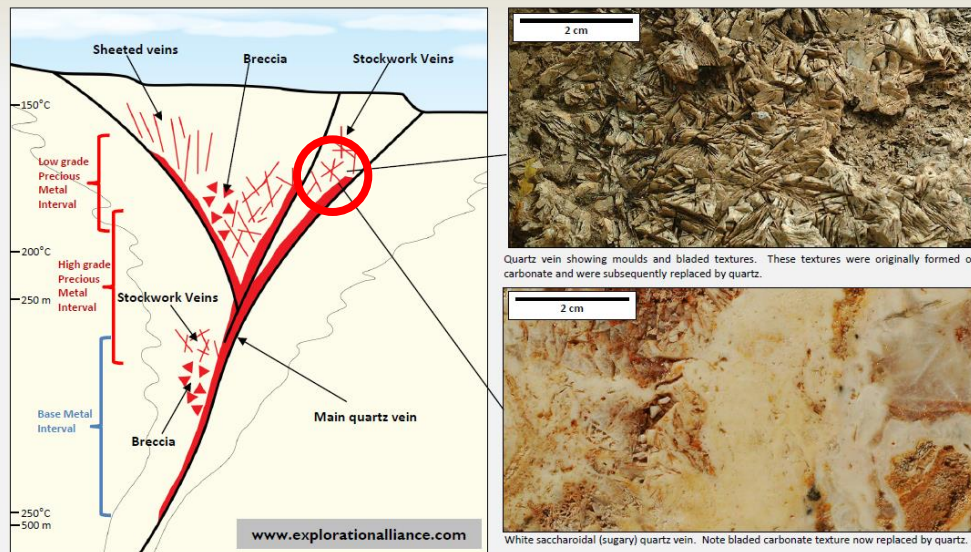 Sheeted veins
Breccia
Stockwork Veins
150°C
Low grade
Precious
Metal
Interval
200°C
High grade
Precious
Metal
Interval
250 m
Stockwork Veins
Base Metal
Interval
Breccia
Main quartz vein
250°C
500 m
www.explorationalliance.com
2 cm
Quartz vein showing moulds and bladed textures. These textures were originally formed o
carbonate and were subsequently replaced by quartz.
2 cm
White saccharoidal (sugary) quartz vein. Note bladed carbonate texture now replaced by quartz.